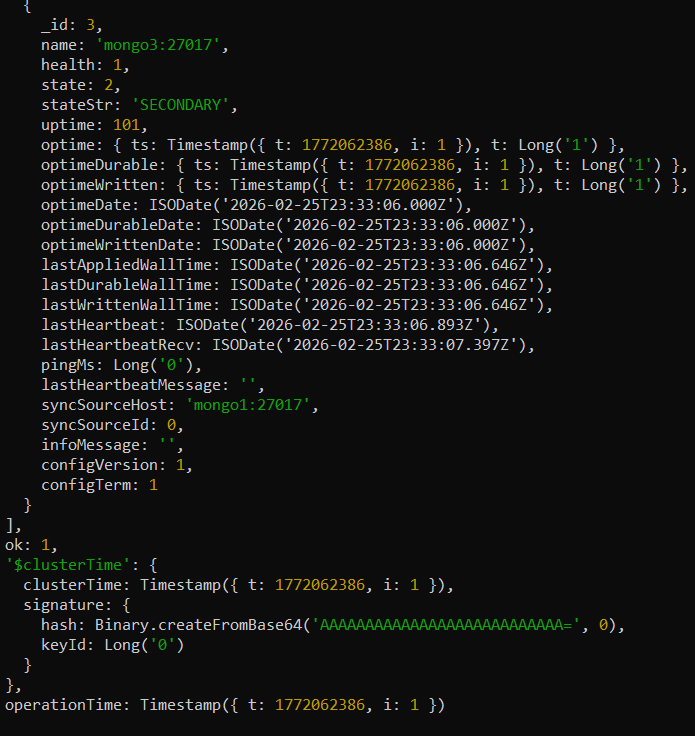 {
_id: 3,
name: 'mongo3:27017',
health: 1,
state: 2,
stateStr: 'SECONDARY',
uptime: 101,
optime: { ts: Timestamp({ t: 1772062386, i: 1 }), t: Long('1') },
optimeDurable: { ts: Timestamp({ t: 1772062386, i: 1 }), t: Long('1') },
optimeWritten: { ts: Timestamp({ t: 1772062386, i: 1 }), t: Long('1') },
optimeDate: ISODate('2026-02-25T23:33:06.000Z'),
optimeDurableDate: ISODate('2026-02-25T23:33:06.000Z'),
optimeWrittenDate: ISODate('2026-02-25T23:33:06.000Z'),
lastAppliedWallTime: ISODate('2026-02-25T23:33:06.646Z'),
lastDurableWallTime: ISODate('2026-02-25T23:33:06.646Z'),
lastWrittenWallTime: ISODate('2026-02-25T23:33:06.646Z'),
lastHeartbeat: ISODate('2026-02-25T23:33:06.893Z'),
lastHeartbeatRecv: ISODate('2026-02-25T23:33:07.397Z'),
pingMs: Long('0'),
lastHeartbeatMessage: '',
syncSourceHost: 'mongo1:27017',
syncSourceId: 0,
infoMessage: '',
configVersion: 1,
configTerm: 1
}
],
ok: 1,
'$clusterTime': {
clusterTime: Timestamp({ t: 1772062386, i: 1 }),
signature: {
hash: Binary.createFromBase64('AAAAAAAAAAAAAAAAAAAAAAAAAAA=', 0),
keyId: Long('0')
}
},
operationTime: Timestamp({ t: 1772062386, i: 1 })